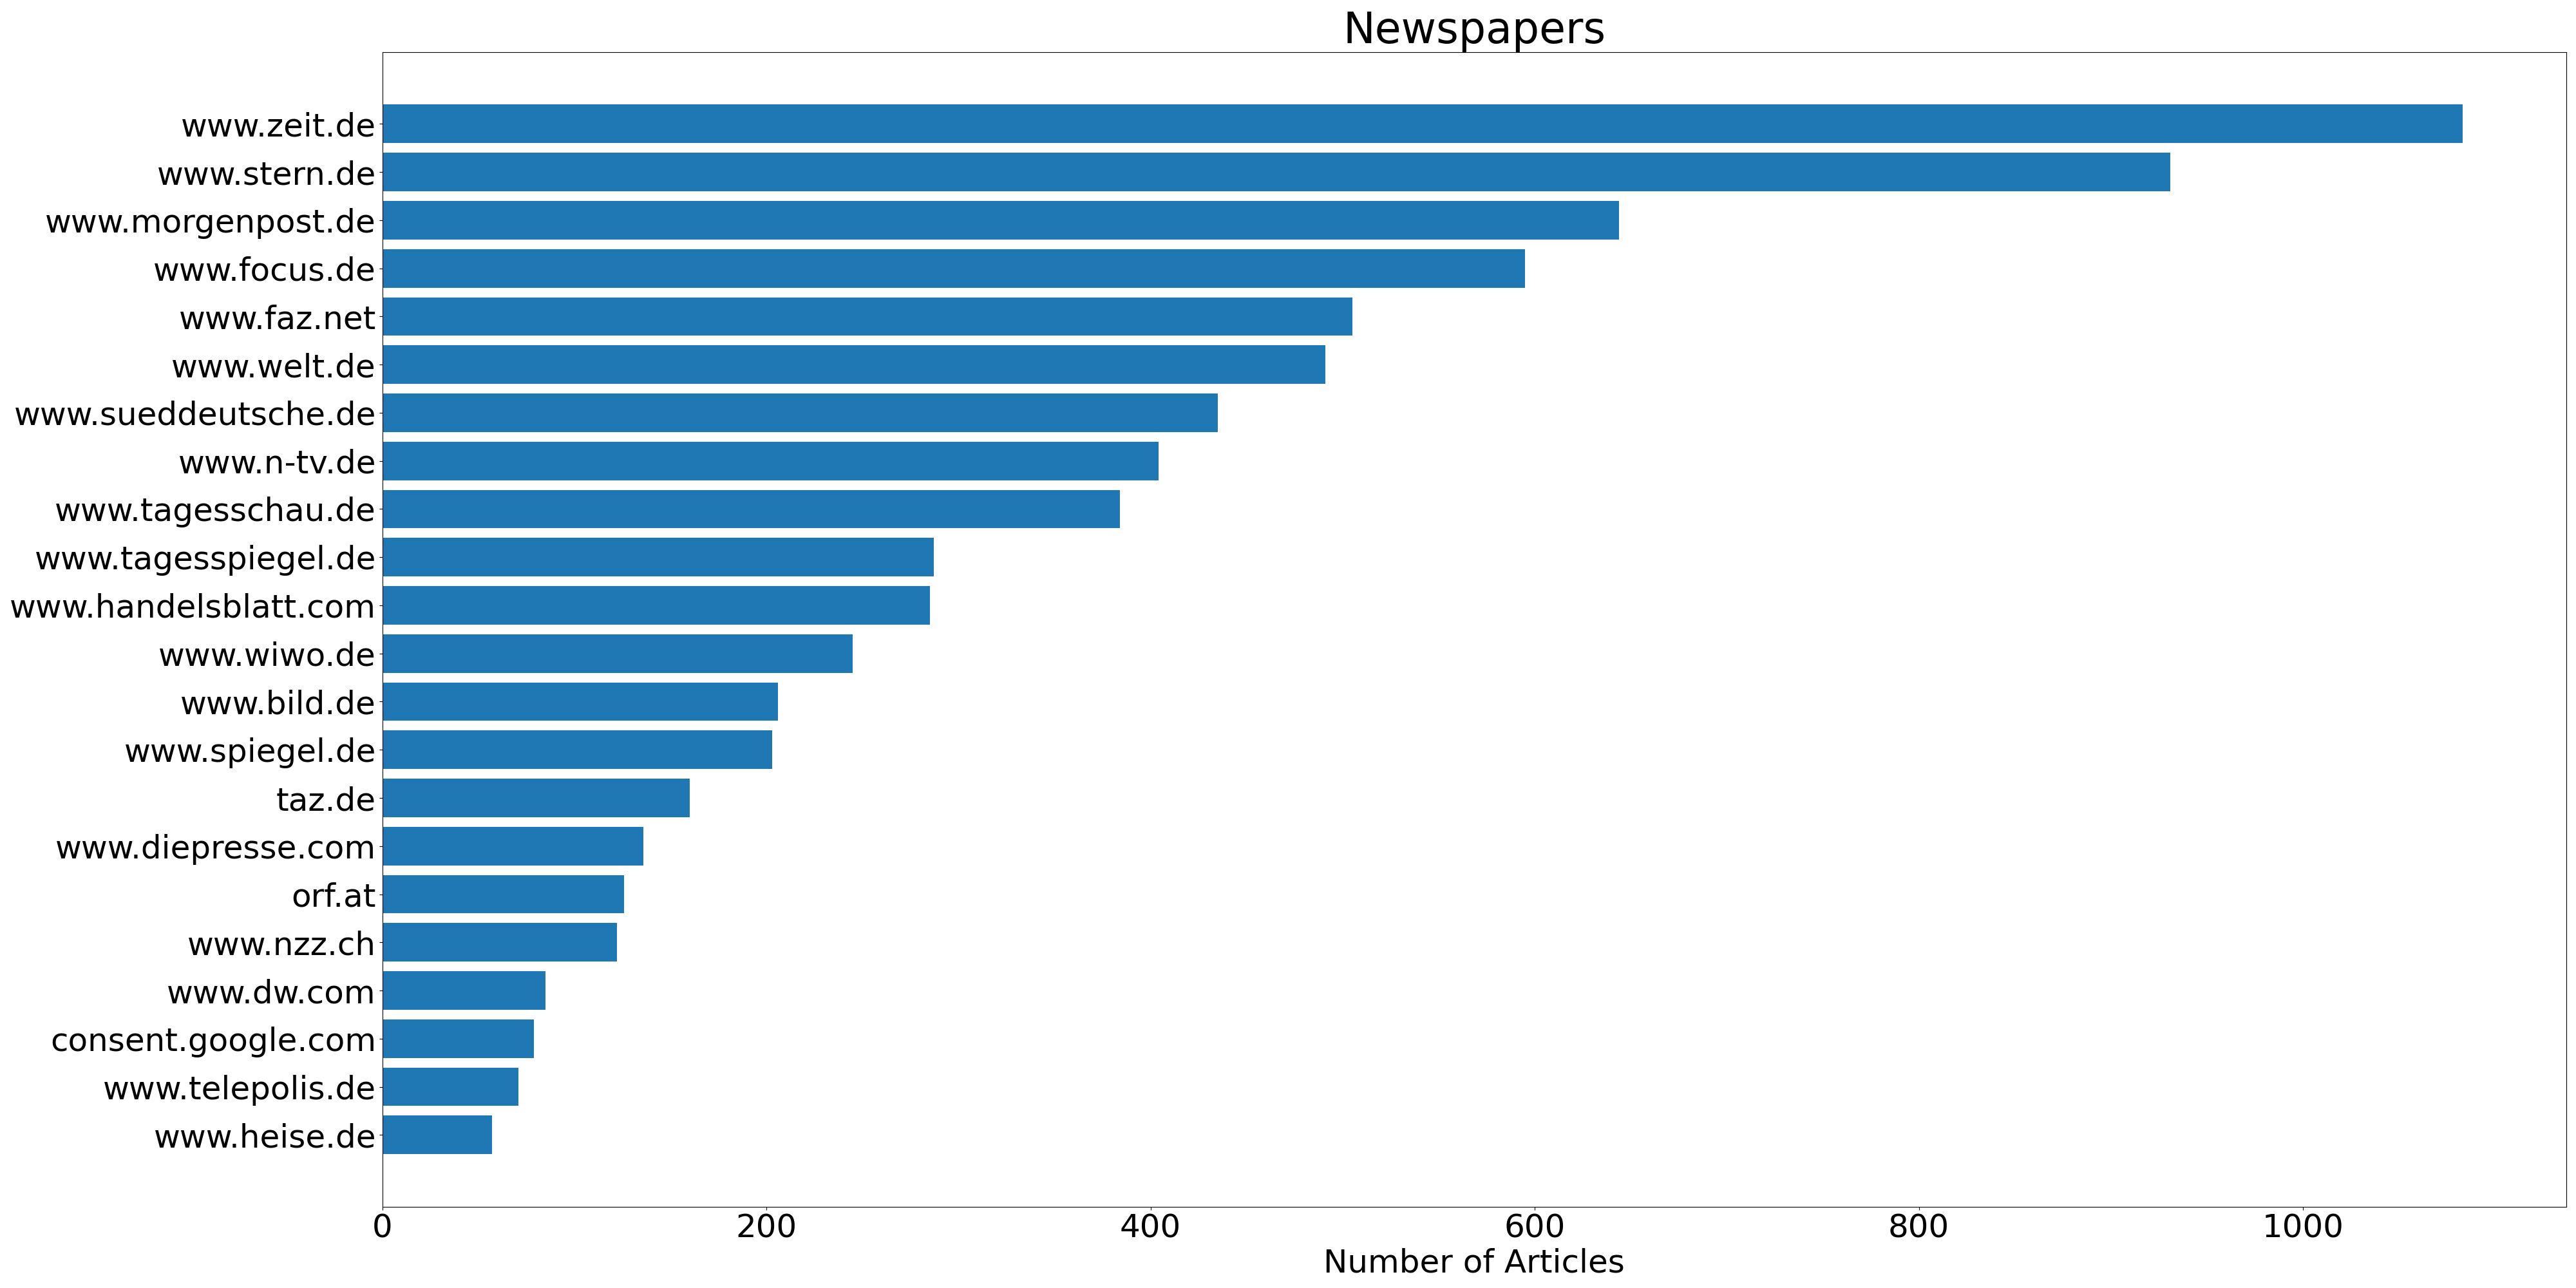 Newspapers
www.zeit.de
www.stern.de
www.morgenpost.de
www.focus.de
www.faz.net
www.welt.de
www.sueddeutsche.de
www.n-tv.de
www.tagesschau.de
www.tagesspiegel.de
www.handelsblatt.com
www.wiwo.de
www.bild.de
www.spiegel.de
taz.de
www.diepresse.com
orf.at
www.nzz.ch
www.dw.com
consent.google.com
www.telepolis.de
www.heise.de
0 200 400 600 800 1000
Number of Articles